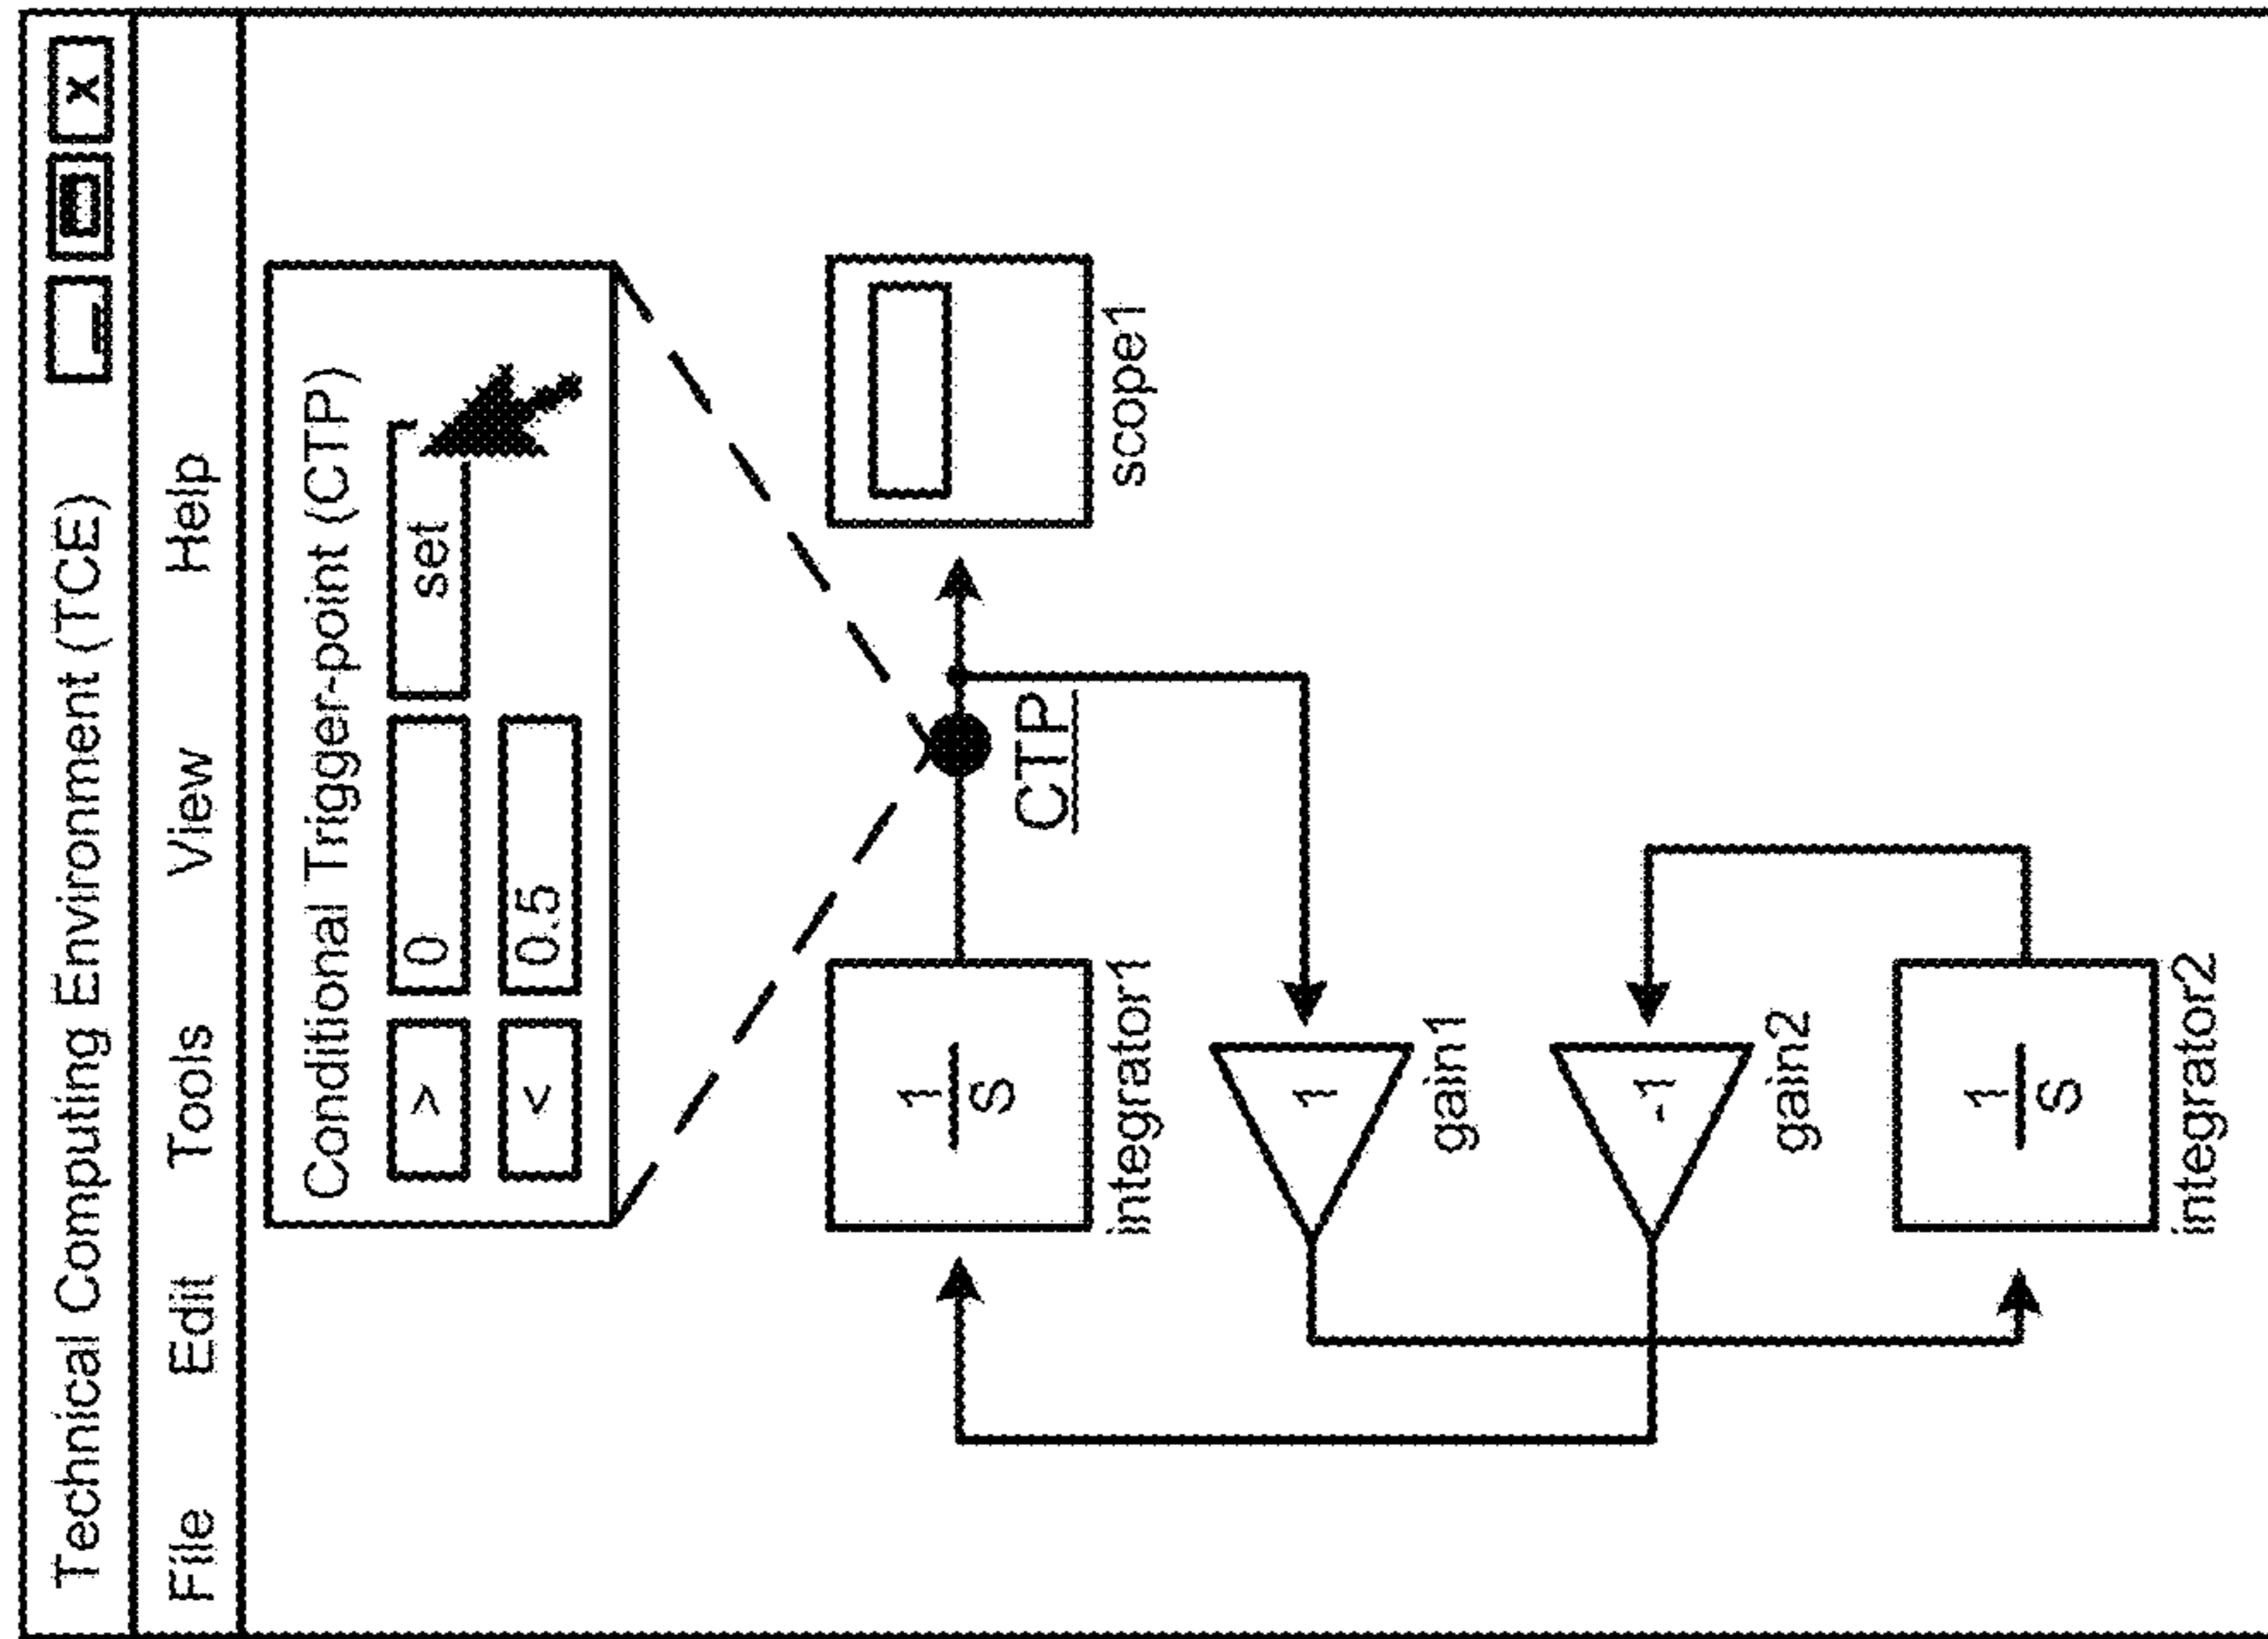 Technical Computing Environment (TCE) _ x
File Edit Tools View Help
Conditional Trigger-point (CTP)
> 0 set
< 0.5
CTP
1
S
integrator1
scope1
1
gain1
-1
gain2
1
S
integrator2